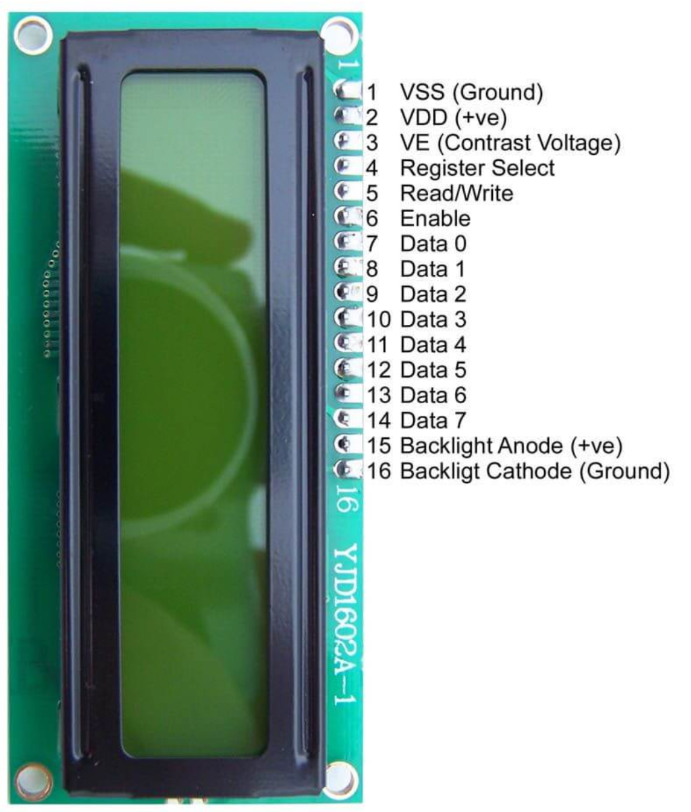 1
1 VSS (Ground)
2 VDD (+ve)
3 VE (Contrast Voltage)
4 Register Select
5 Read/Write
6 Enable
7 Data 0
8 Data 1
9 Data 2
10 Data 3
11 Data 4
12 Data 5
13 Data 6
14 Data 7
15 Backlight Anode (+ve)
16 Backligt Cathode (Ground)
16
YJD1602A-1